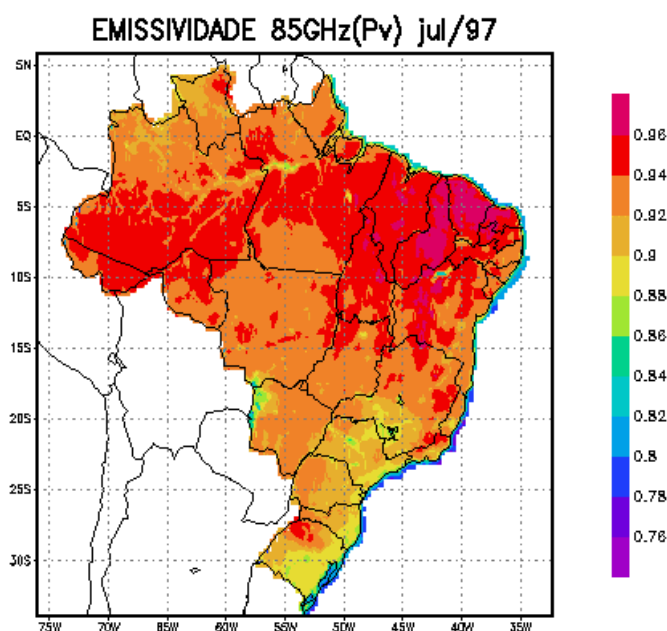 EMISSIVIDADE 85GHz(Pv) jul/97
5N
EQ
5S
10S
15S
20S
25S
30S
75W 70W 65W 60W 55W 50W 45W 40W 35W
0.96
0.94
0.92
0.9
0.88
0.86
0.84
0.82
0.8
0.78
0.76